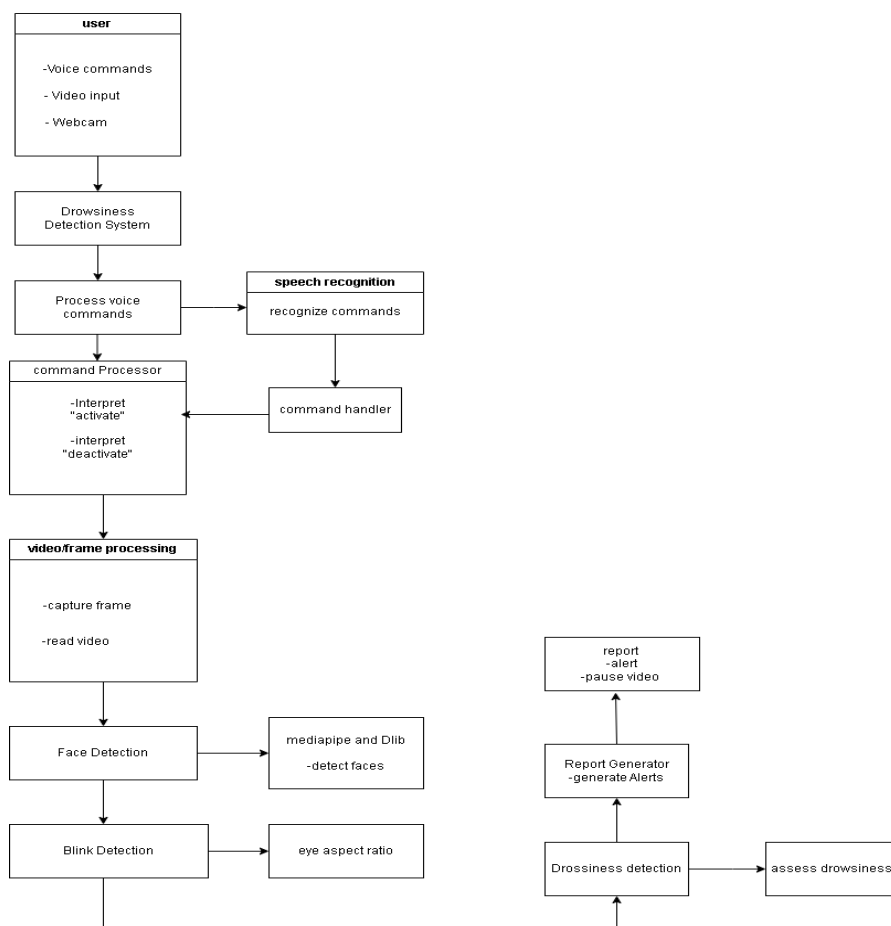 user
-Voice commands
- Video input
- Webcam
Drowsiness
Detection System
Process voice
commands
speech recognition
recognize commands
command Processor
-Interpret
"activate"
-interpret
"deactivate"
command handler
video/frame processing
-capture frame
-read video
Face Detection
mediapipe and Dlib
-detect faces
Blink Detection
eye aspect ratio
report
-alert
-pause video
Report Generator
-generate Alerts
Drossiness detection
assess drowsiness